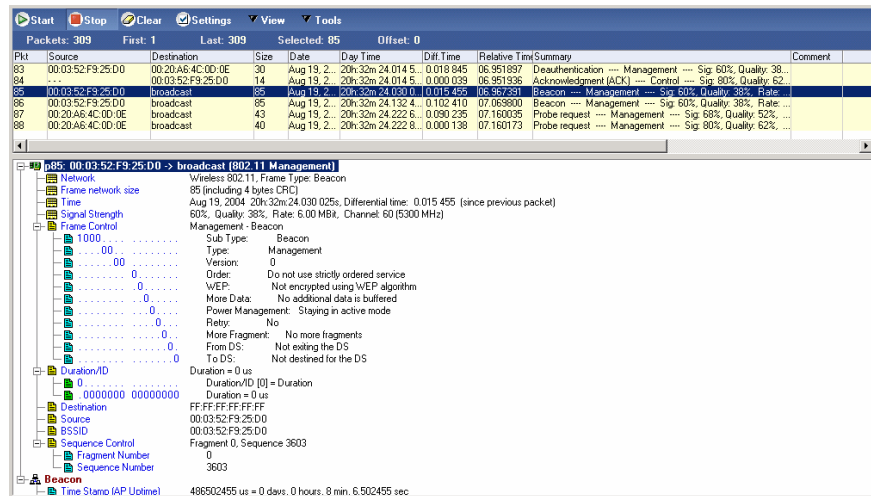 Start Stop Clear Settings View Tools
Packets: 309 First: 1 Last: 309 Selected: 85 Offset: 0
Pkt Source Destination Size Date Day Time Diff.Time Relative Time Summary Comment
83 00:03:52:F9:25:D0 00:20:A6:4C:0D:0E 30 Aug 19, 2... 20h:32m 24.014 5... 0.018 845 06.951897 Deauthentication ---- Management ---- Sig: 60%, Quality: 38...
84 - - - 00:03:52:F9:25:D0 14 Aug 19, 2... 20h:32m 24.014 5... 0.000 039 06.951936 Acknowledgment (ACK) ---- Control ---- Sig: 80%, Quality: 62...
85 00:03:52:F9:25:D0 broadcast 85 Aug 19, 2... 20h:32m 24.030 0... 0.015 455 06.967391 Beacon ---- Management ---- Sig: 60%, Quality: 38%, Rate: ...
86 00:03:52:F9:25:D0 broadcast 85 Aug 19, 2... 20h:32m 24.132 4... 0.102 410 07.069800 Beacon ---- Management ---- Sig: 60%, Quality: 38%, Rate: ...
87 00:20:A6:4C:0D:0E broadcast 43 Aug 19, 2... 20h:32m 24.222 6... 0.090 235 07.160035 Probe request ---- Management ---- Sig: 68%, Quality: 52%, ...
88 00:20:A6:4C:0D:0E broadcast 40 Aug 19, 2... 20h:32m 24.222 8... 0.000 138 07.160173 Probe request ---- Management ---- Sig: 80%, Quality: 62%, ...
p85: 00:03:52:F9:25:D0 -> broadcast (802.11 Management)
Network Wireless 802.11, Frame Type: Beacon
Frame network size 85 (including 4 bytes CRC)
Time Aug 19, 2004 20h:32m:24.030 025s, Differential time: 0.015 455 (since previous packet)
Signal Strength 60%, Quality: 38%, Rate: 6.00 MBit, Channel: 60 (5300 MHz)
Frame Control Management - Beacon
1000. . . . . . . . . . . . Sub Type: Beacon
. . . . 00. . . . . . . . . . Type: Management
. . . . . . 00 . . . . . . . . Version: 0
. . . . . . . . 0. . . . . . . Order: Do not use strictly ordered service
. . . . . . . . . 0. . . . . . WEP: Not encrypted using WEP algorithm
. . . . . . . . . . 0. . . . . More Data: No additional data is buffered
. . . . . . . . . . . 0. . . . Power Management: Staying in active mode
. . . . . . . . . . . . 0. . . Retry: No
. . . . . . . . . . . . . 0. . More Fragment: No more fragments
. . . . . . . . . . . . . . 0. From DS: Not exiting the DS
. . . . . . . . . . . . . . . 0 To DS: Not destined for the DS
Duration/ID Duration = 0 us
0. . . . . . . . . . . . . . . Duration/ID [0] = Duration
. 0000000 00000000 Duration = 0 us
Destination FF:FF:FF:FF:FF:FF
Source 00:03:52:F9:25:D0
BSSID 00:03:52:F9:25:D0
Sequence Control Fragment 0, Sequence 3603
Fragment Number 0
Sequence Number 3603
Beacon
Time Stamp (AP Uptime) 486502455 us = 0 days, 0 hours, 8 min, 6.502455 sec